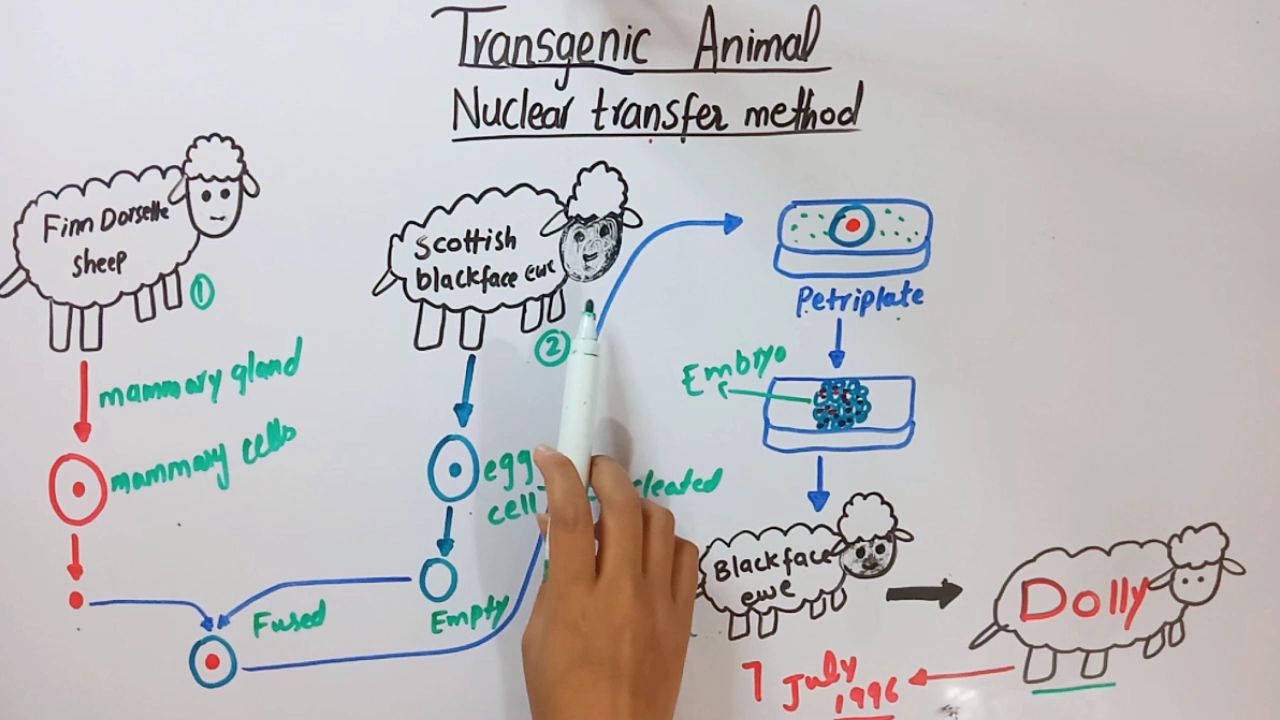 Transgenic Animal
Nuclear transfer method
Finn Dorsette
sheep
①
mammary gland
mammary cells
Scottish
blackface ewe
②
egg
cell
Fused
Empty
Petriplate
Embryo
Blackface
ewe
Dolly
7 July
1996